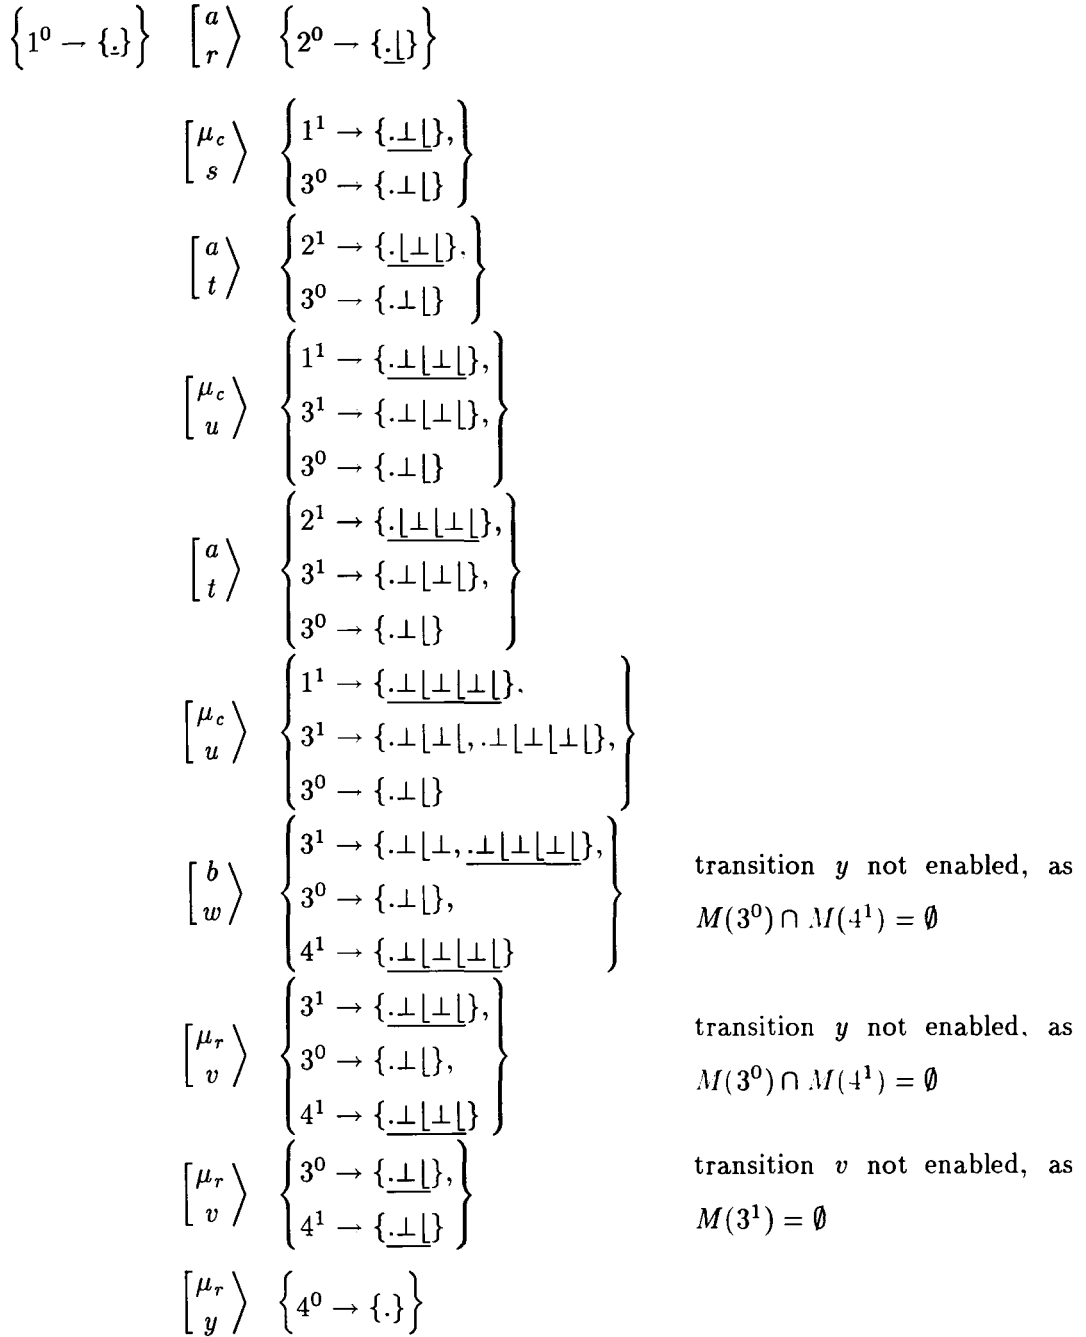 {1⁰ → {.}} [a r⟩ {2⁰ → {.⌊}}
[μc s⟩ {1¹ → {.⊥⌊},
3⁰ → {.⊥⌊}}
[a t⟩ {2¹ → {.⌊⊥⌊}.
3⁰ → {.⊥⌊}}
[μc u⟩ {1¹ → {.⊥⌊⊥⌊},
3¹ → {.⊥⌊⊥⌊},
3⁰ → {.⊥⌊}}
[a t⟩ {2¹ → {.⌊⊥⌊⊥⌊},
3¹ → {.⊥⌊⊥⌊},
3⁰ → {.⊥⌊}}
[μc u⟩ {1¹ → {.⊥⌊⊥⌊⊥⌊}.
3¹ → {.⊥⌊⊥⌊, .⊥⌊⊥⌊⊥⌊},
3⁰ → {.⊥⌊}}
[b w⟩ {3¹ → {.⊥⌊⊥, .⊥⌊⊥⌊⊥⌊},
3⁰ → {.⊥⌊},
4¹ → {.⊥⌊⊥⌊⊥⌊}}
transition y not enabled, as
M(3⁰) ∩ M(4¹) = ∅
[μr v⟩ {3¹ → {.⊥⌊⊥⌊},
3⁰ → {.⊥⌊},
4¹ → {.⊥⌊⊥⌊}}
transition y not enabled. as
M(3⁰) ∩ M(4¹) = ∅
[μr v⟩ {3⁰ → {.⊥⌊},
4¹ → {.⊥⌊}}
transition v not enabled, as
M(3¹) = ∅
[μr y⟩ {4⁰ → {.}}